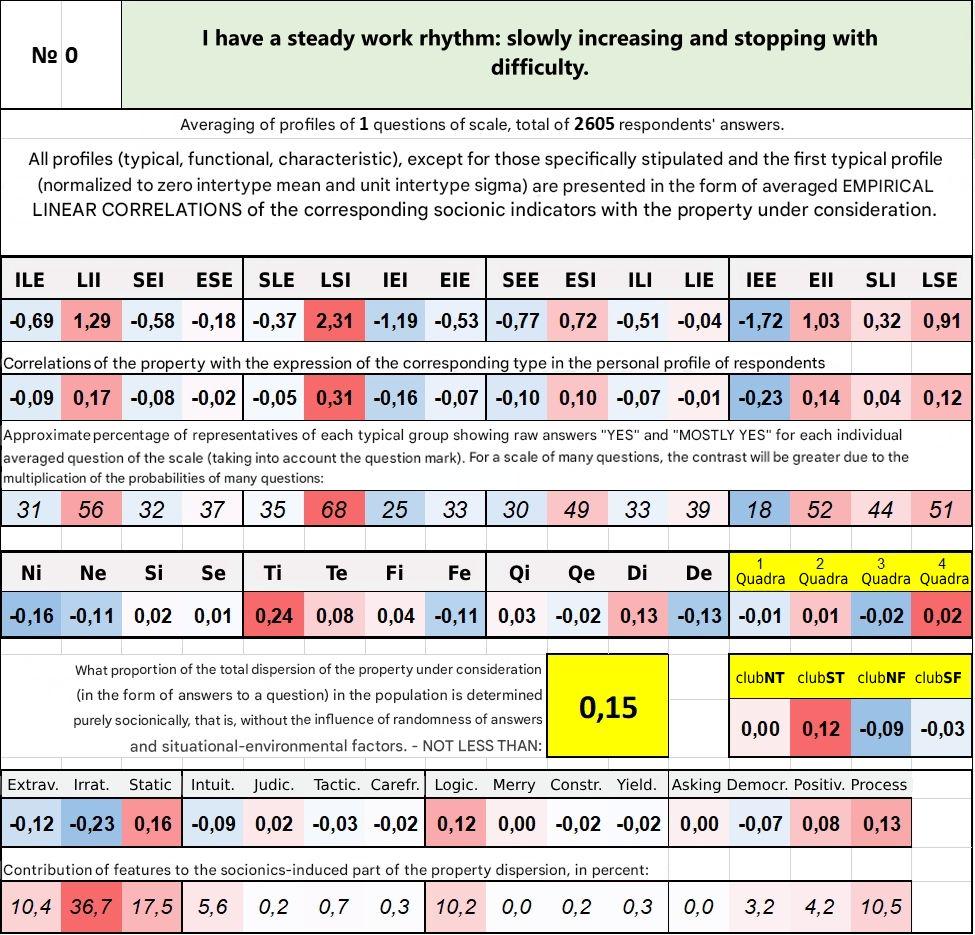 № 0
I have a steady work rhythm: slowly increasing and stopping with
difficulty.
Averaging of profiles of 1 questions of scale, total of 2605 respondents' answers.
All profiles (typical, functional, characteristic), except for those specifically stipulated and the first typical profile
(normalized to zero intertype mean and unit intertype sigma) are presented in the form of averaged EMPIRICAL
LINEAR CORRELATIONS of the corresponding socionic indicators with the property under consideration.
ILE LII SEI ESE SLE LSI IEI EIE SEE ESI ILI LIE IEE EII SLI LSE
-0,69 1,29 -0,58 -0,18 -0,37 2,31 -1,19 -0,53 -0,77 0,72 -0,51 -0,04 -1,72 1,03 0,32 0,91
Correlations of the property with the expression of the corresponding type in the personal profile of respondents
-0,09 0,17 -0,08 -0,02 -0,05 0,31 -0,16 -0,07 -0,10 0,10 -0,07 -0,01 -0,23 0,14 0,04 0,12
Approximate percentage of representatives of each typical group showing raw answers "YES" and "MOSTLY YES" for each individual
averaged question of the scale (taking into account the question mark). For a scale of many questions, the contrast will be greater due to the
multiplication of the probabilities of many questions:
31 56 32 37 35 68 25 33 30 49 33 39 18 52 44 51
Ni Ne Si Se Ti Te Fi Fe Qi Qe Di De 1 Quadra 2 Quadra 3 Quadra 4 Quadra
-0,16 -0,11 0,02 0,01 0,24 0,08 0,04 -0,11 0,03 -0,02 0,13 -0,13 -0,01 0,01 -0,02 0,02
What proportion of the total dispersion of the property under consideration
(in the form of answers to a question) in the population is determined
purely socionically, that is, without the influence of randomness of answers
and situational-environmental factors. - NOT LESS THAN:
0,15
clubNT clubST clubNF clubSF
0,00 0,12 -0,09 -0,03
Extrav. Irrat. Static Intuit. Judic. Tactic. Carefr. Logic. Merry Constr. Yield. Asking Democr. Positiv. Process
-0,12 -0,23 0,16 -0,09 0,02 -0,03 -0,02 0,12 0,00 -0,02 -0,02 0,00 -0,07 0,08 0,13
Contribution of features to the socionics-induced part of the property dispersion, in percent:
10,4 36,7 17,5 5,6 0,2 0,7 0,3 10,2 0,0 0,2 0,3 0,0 3,2 4,2 10,5